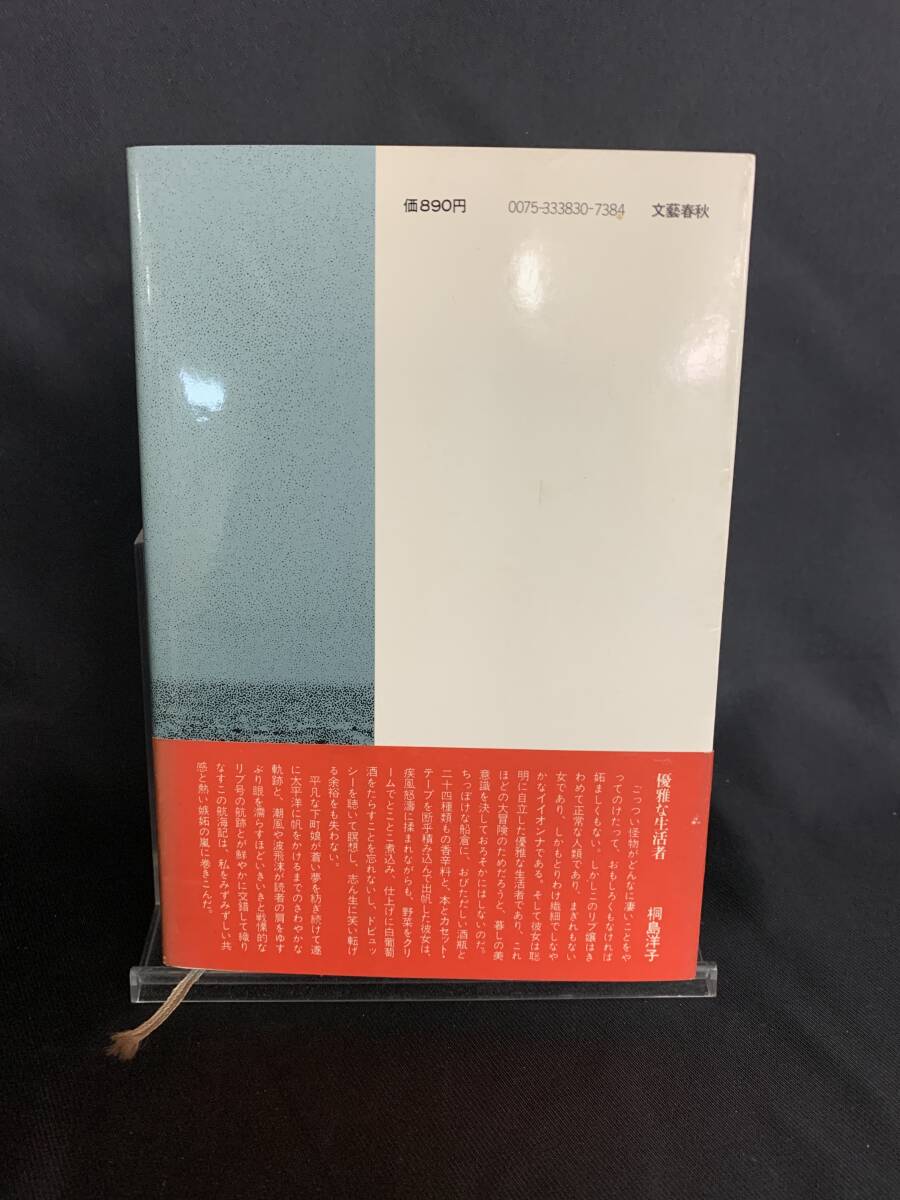 価890円
0075-333830-7384
文藝春秋
優雅な生活者
桐島洋子
ごっつい怪物がどんなに凄いことをや
ってのけたって、おもしろくもなければ
妬ましくもない。しかしこのリブ嬢はき
わめて正常な人類であり、まぎれもない
女であり、しかもとりわけ繊細でしなや
かなイイオンナである。そして彼女は聡
明に自立した優雅な生活者であり、これ
ほどの大冒険のためだろうと、暮しの美
意識を決しておろそかにはしないのだ。
ちっぽけな船倉に、おびただしい酒瓶と
二十四種類もの香辛料と、本とカセット・
テープを断乎積み込んで出帆した彼女は、
疾風怒濤に揉まれながらも、野菜をクリ
ームでとことこ煮込み、仕上げに白葡萄
酒をたらすことを忘れないし、ドビュッ
シーを聴いて瞑想し、志ん生に笑い転げ
る余裕をも失わない。
平凡な下町娘が蒼い夢を紡ぎ続けて遂
に太平洋に帆をかけるまでのさわやかな
軌跡と、潮風や波飛沫が読者の肩をゆす
ぶり眼を濡らすほどいきいきと戦慄的な
リブ号の航跡とが鮮やかに交錯して織り
なすこの航海記は、私をみずみずしい共
感と熱い嫉妬の嵐に巻きこんだ。